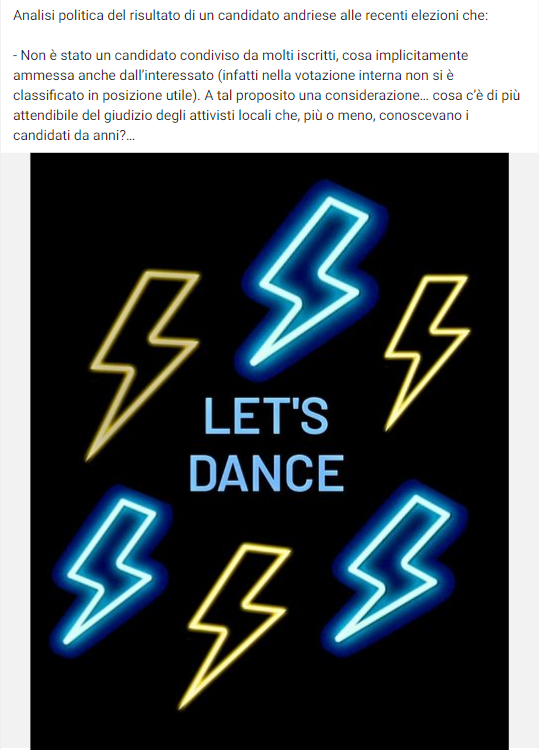 Analisi politica del risultato di un candidato andriese alle recenti elezioni che:
- Non è stato un candidato condiviso da molti iscritti, cosa implicitamente
ammessa anche dall'interessato (infatti nella votazione interna non si è
classificato in posizione utile). A tal proposito una considerazione... cosa c'è di più
attendibile del giudizio degli attivisti locali che, più o meno, conoscevano i
candidati da anni?...
LET'S
DANCE